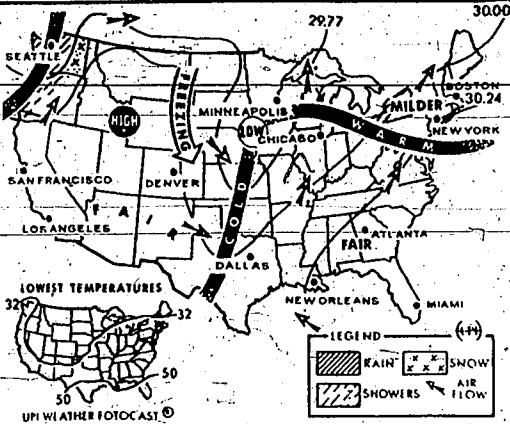 30.00
29.77
SEATTLE
FREEZING
BOSTON
30.24
MINNEAPOLIS
MILDER
HIGH
LOW
NEW YORK
CHICAGO
WARM
SAN FRANCISCO
DENVER
COLD
FAIR
LOS ANGELES
ATLANTA
FAIR
DALLAS
LOWEST TEMPERATURES
NEW ORLEANS
MIAMI
32
32
LEGEND
RAIN
SNOW
50
50
SHOWERS
AIR
FLOW
UPI WEATHER FOTOCAST ®